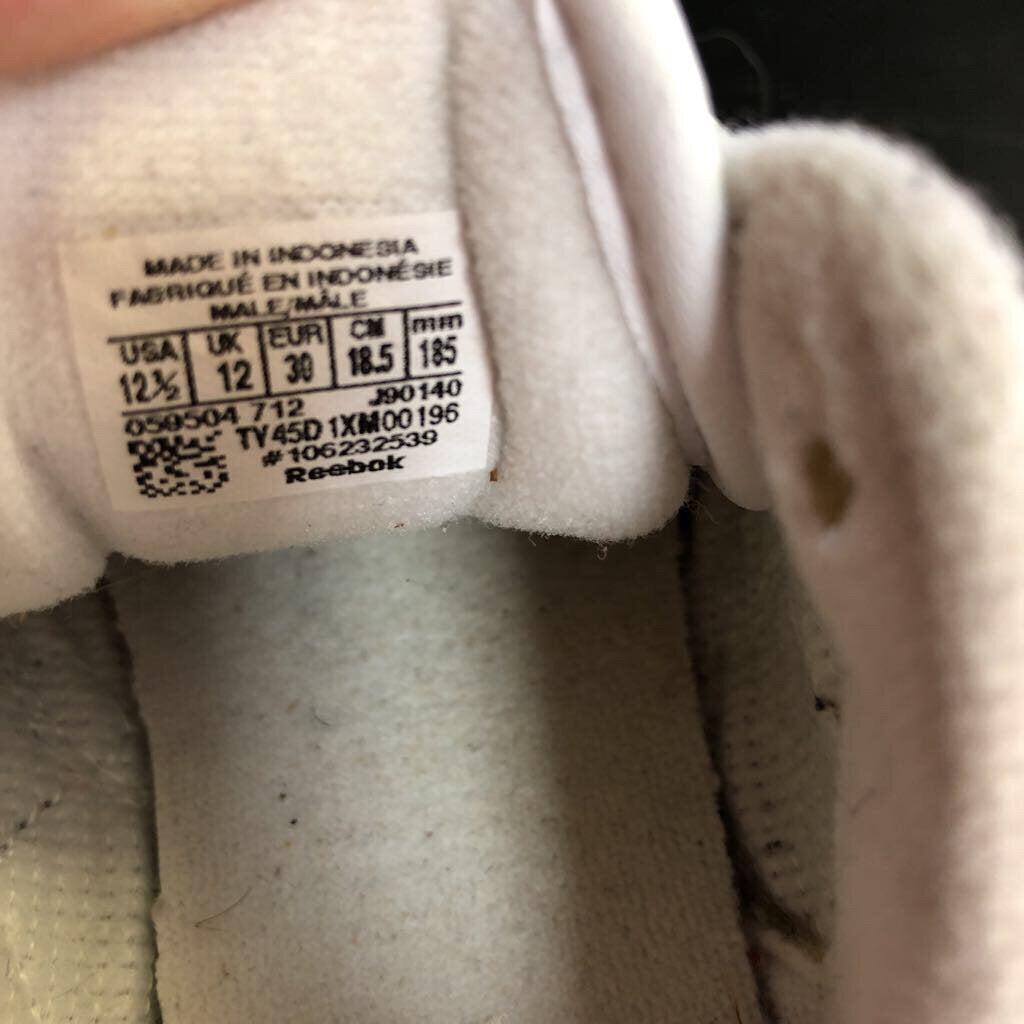 MADE IN INDONESIA
FABRIQUÉ EN INDONÉSIE
MALE/MÂLE
USA UK EUR CM mm
12½ 12 30 18.5 185
059504 712 J90140
TY45D 1XM00196
#106232539
Reebok